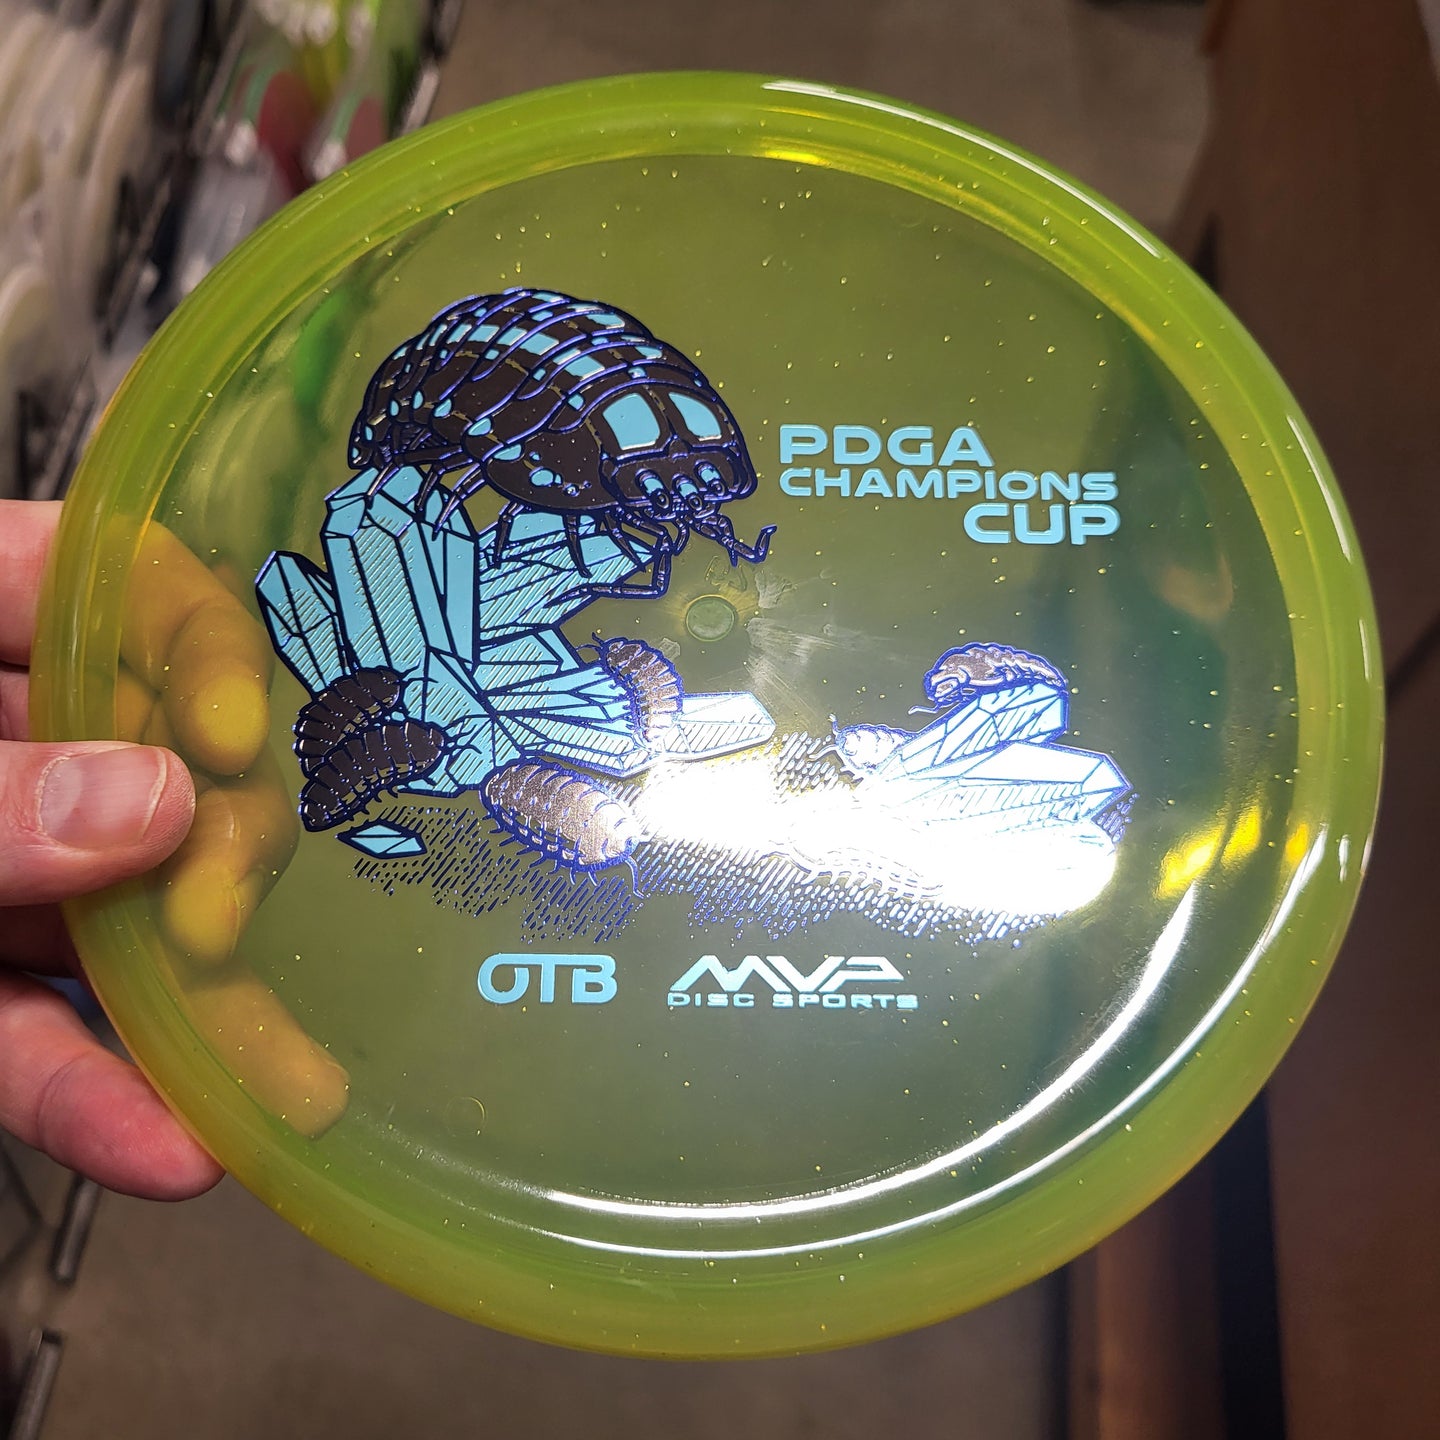 PDGA
CHAMPIONS
CUP
OTB
MVP
DISC SPORTS